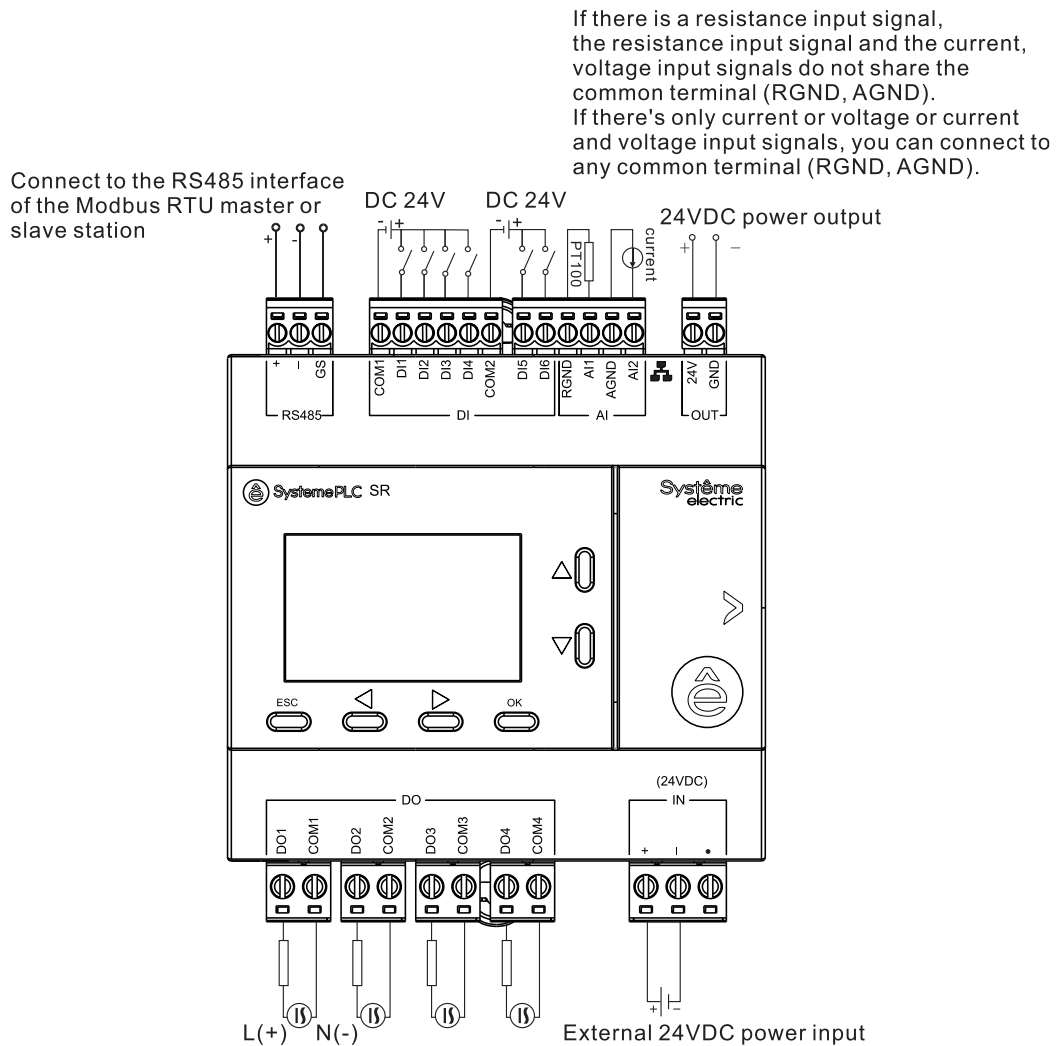 If there is a resistance input signal,
the resistance input signal and the current,
voltage input signals do not share the
common terminal (RGND, AGND).
If there's only current or voltage or current
and voltage input signals, you can connect to
any common terminal (RGND, AGND).
Connect to the RS485 interface
of the Modbus RTU master or
slave station
DC 24V
DC 24V
24VDC power output
+ - - + - +
PT100
current
+ −
+ − GS
COM1 DI1 DI2 DI3 DI4 COM2 DI5 DI6
RGND AI1 AGND AI2
24V GND
RS485
DI
AI
OUT
ê SystemePLC SR
Système
electric
ê
ESC
OK
(24VDC)
DO
IN
DO1 COM1 DO2 COM2 DO3 COM3 DO4 COM4
+ − •
+ −
L(+) N(-)
External 24VDC power input